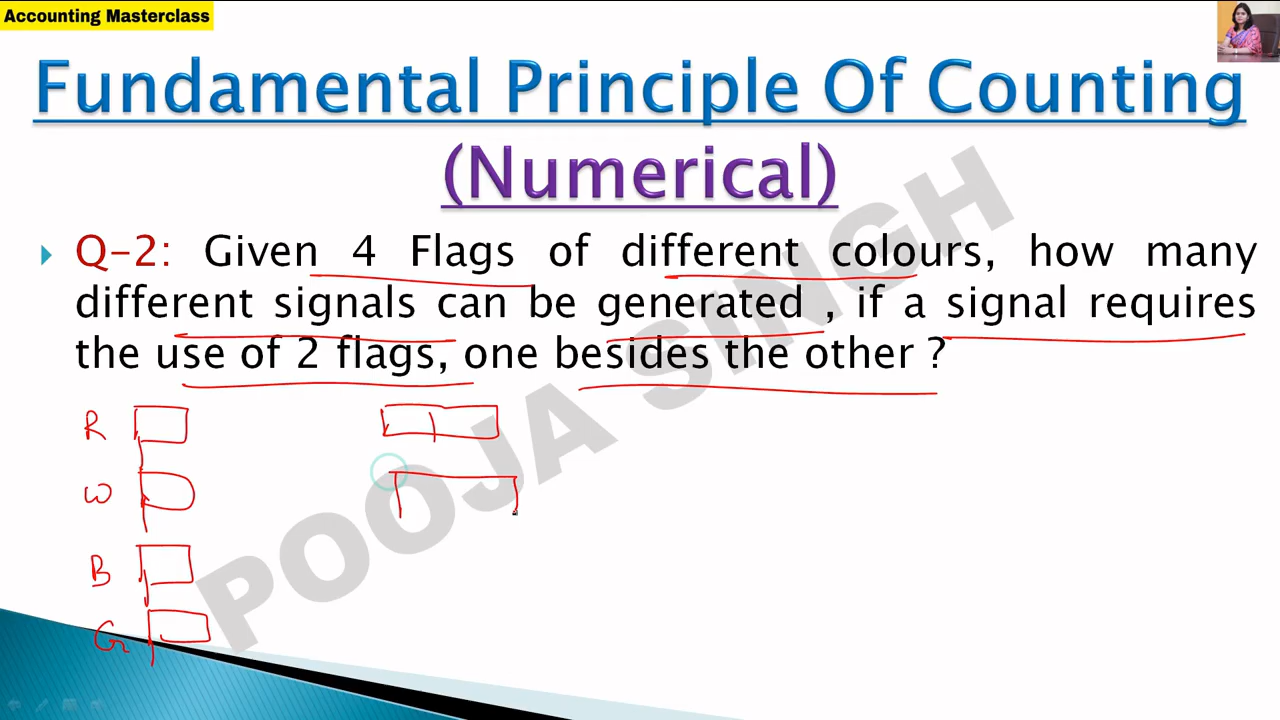 Accounting Masterclass
Fundamental Principle Of Counting
(Numerical)
Q-2: Given 4 Flags of different colours, how many
different signals can be generated , if a signal requires
the use of 2 flags, one besides the other ?
R
W
B
G
POOJA SINGH